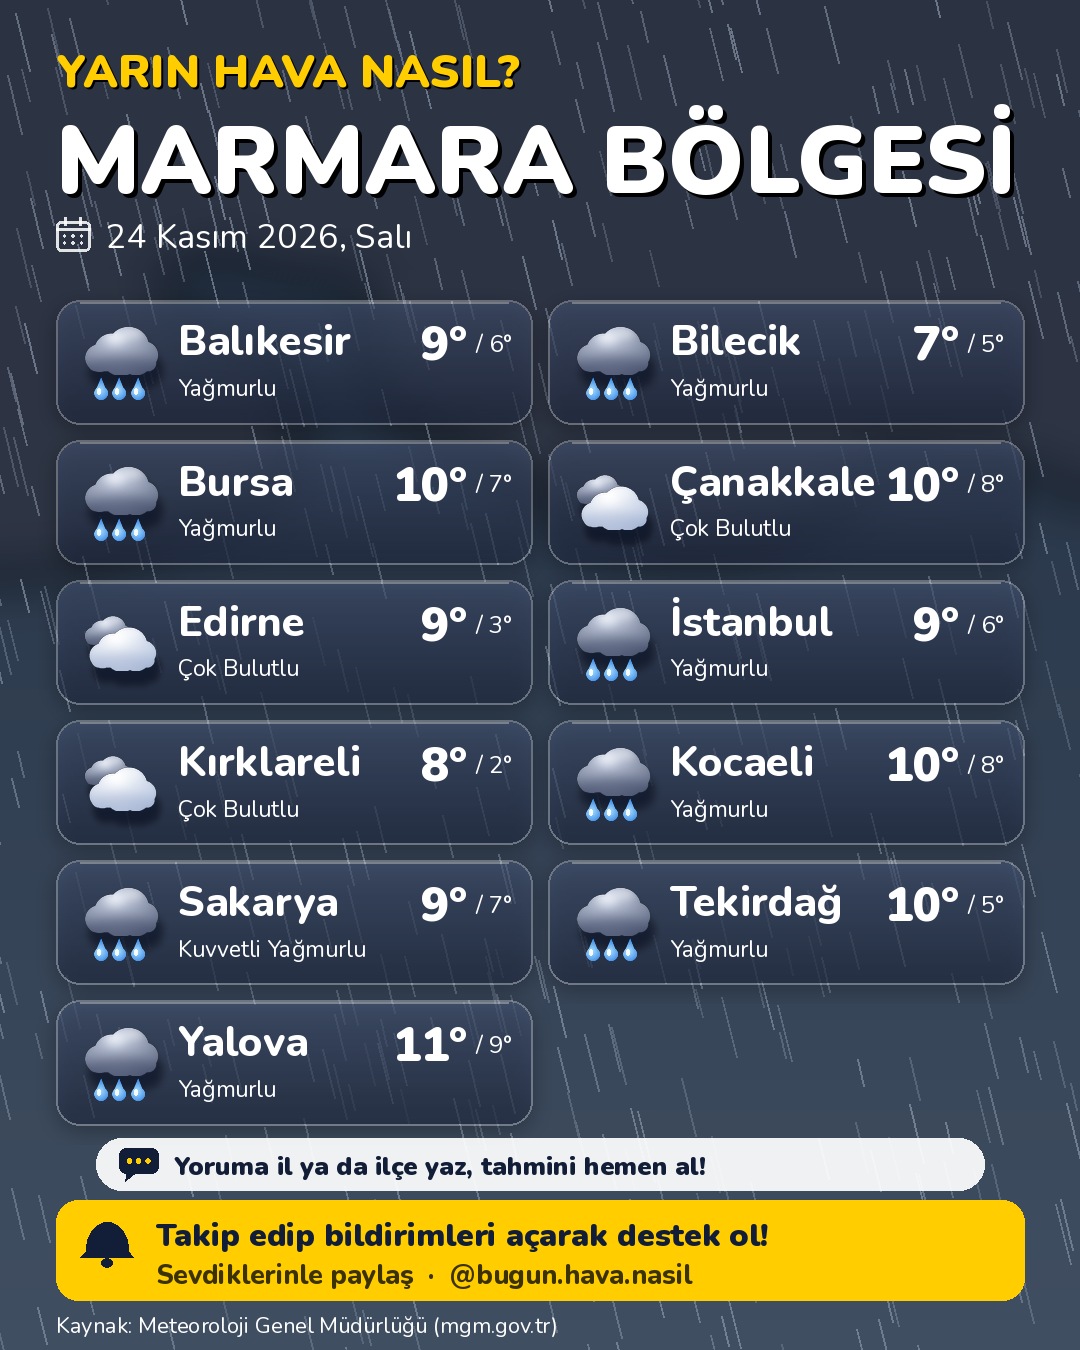 YARIN HAVA NASIL?
MARMARA BÖLGESİ
24 Kasım 2026, Salı
Balıkesir 9° / 6°
Yağmurlu
Bilecik 7° / 5°
Yağmurlu
Bursa 10° / 7°
Yağmurlu
Çanakkale 10° / 8°
Çok Bulutlu
Edirne 9° / 3°
Çok Bulutlu
İstanbul 9° / 6°
Yağmurlu
Kırklareli 8° / 2°
Çok Bulutlu
Kocaeli 10° / 8°
Yağmurlu
Sakarya 9° / 7°
Kuvvetli Yağmurlu
Tekirdağ 10° / 5°
Yağmurlu
Yalova 11° / 9°
Yağmurlu
Yoruma il ya da ilçe yaz, tahmini hemen al!
Takip edip bildirimleri açarak destek ol!
Sevdiklerinle paylaş · @bugun.hava.nasil
Kaynak: Meteoroloji Genel Müdürlüğü (mgm.gov.tr)